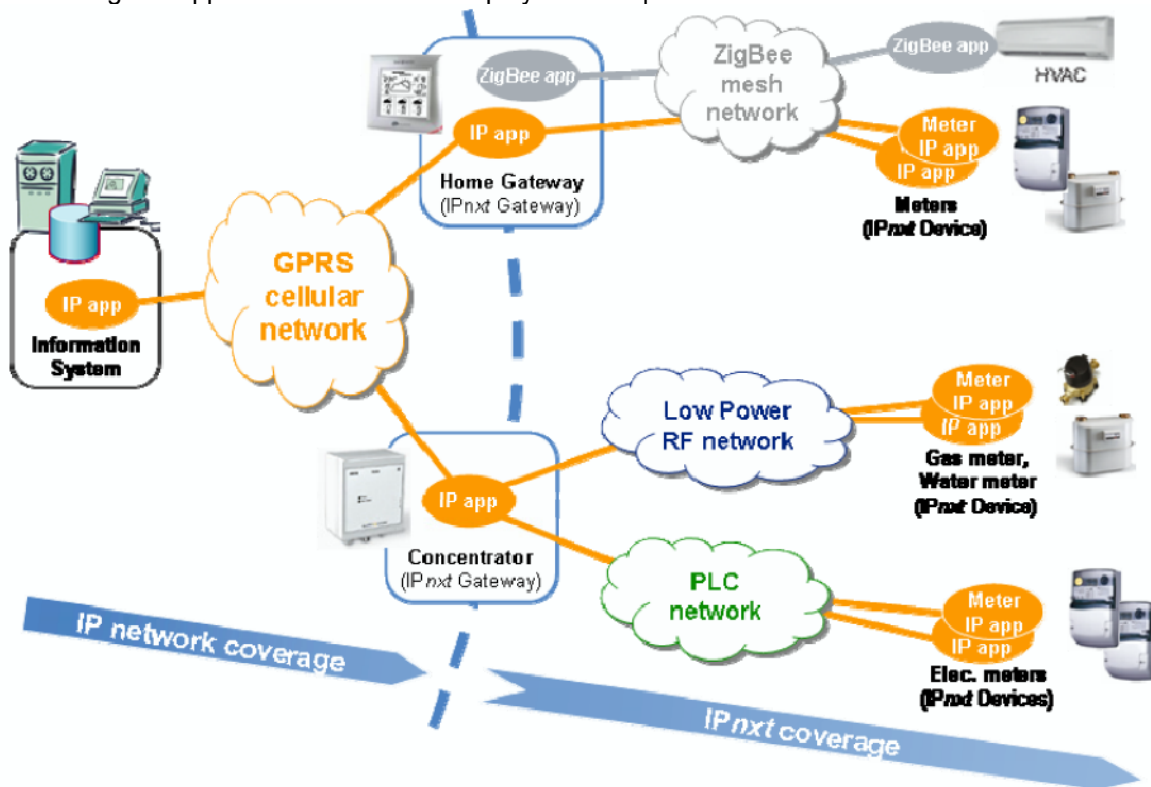 ZigBee app
ZigBee app
HVAC
ZigBee
mesh
network
IP app
Home Gateway
(IPnxt Gateway)
Meter
IP app
IP app
Meters
(IPnxt Device)
GPRS
cellular
network
IP app
Information
System
Low Power
RF network
Meter
IP app
IP app
Gas meter,
Water meter
(IPnxt Device)
IP app
Concentrator
(IPnxt Gateway)
PLC
network
Meter
IP app
IP app
Elec. meters
(IPnxt Devices)
IP network coverage
IPnxt coverage